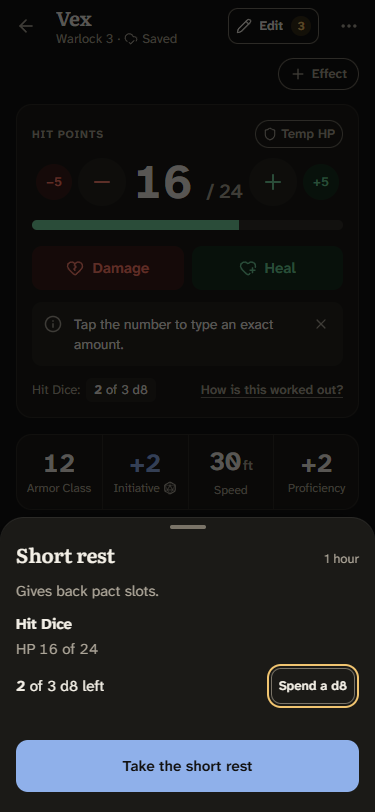 Vex
Warlock 3 · Saved
Edit 3
Effect
HIT POINTS
Temp HP
−5
16 / 24
+5
Damage
Heal
Tap the number to type an exact
amount.
Hit Dice: 2 of 3 d8
How is this worked out?
12
Armor Class
+2
Initiative
30 ft
Speed
+2
Proficiency
Short rest
1 hour
Gives back pact slots.
Hit Dice
HP 16 of 24
2 of 3 d8 left
Spend a d8
Take the short rest